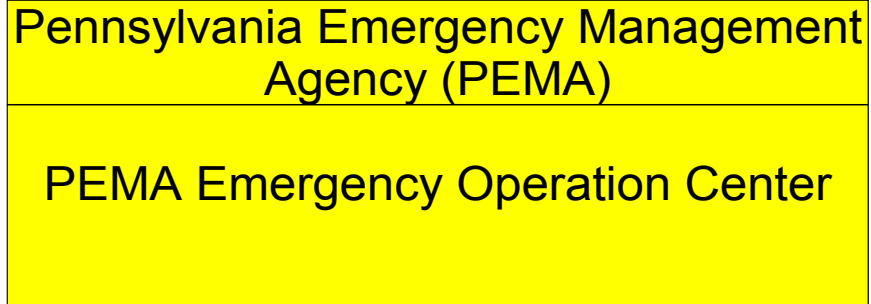 Pennsylvania Emergency Management
Agency (PEMA)
PEMA Emergency Operation Center